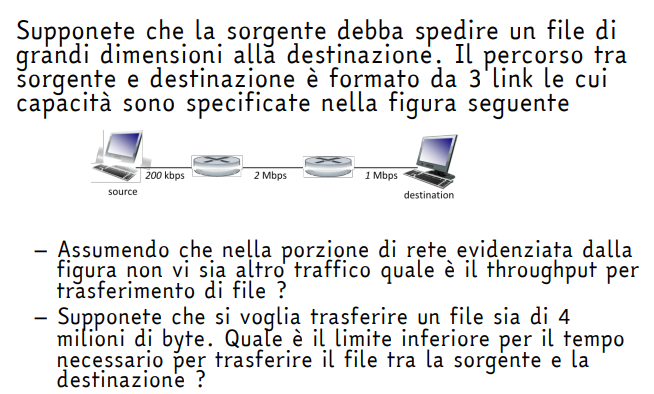 Supponete che la sorgente debba spedire un file di
grandi dimensioni alla destinazione. Il percorso tra
sorgente e destinazione è formato da 3 link le cui
capacità sono specificate nella figura seguente
200 kbps
2 Mbps
1 Mbps
source
destination
– Assumendo che nella porzione di rete evidenziata dalla
figura non vi sia altro traffico quale è il throughput per
trasferimento di file ?
– Supponete che si voglia trasferire un file sia di 4
milioni di byte. Quale è il limite inferiore per il tempo
necessario per trasferire il file tra la sorgente e la
destinazione ?